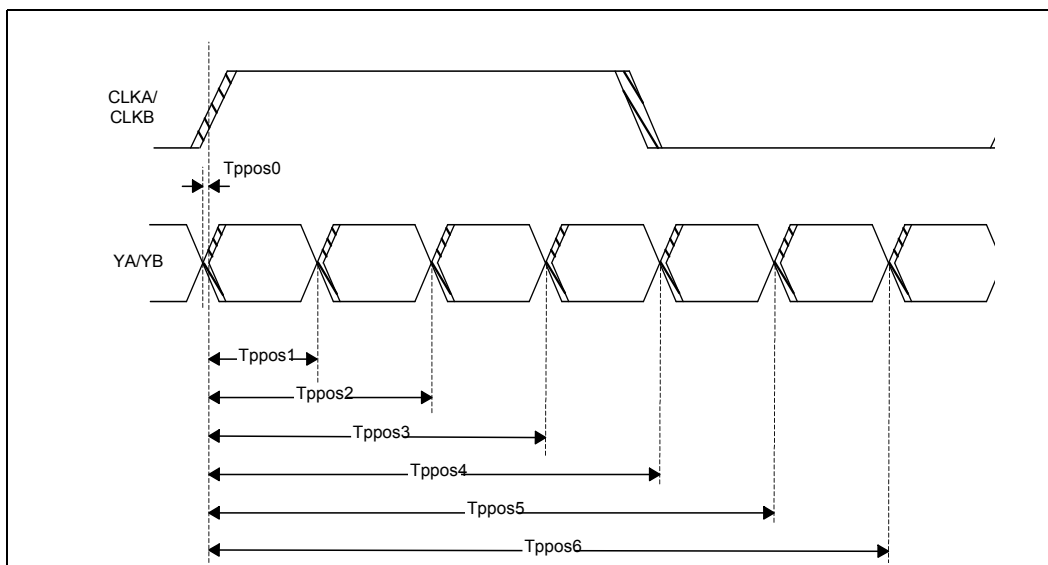 CLKA/
CLKB
Tppos0
YA/YB
Tppos1
Tppos2
Tppos3
Tppos4
Tppos5
Tppos6